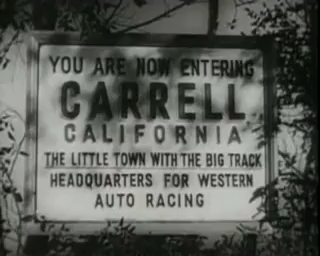 YOU ARE NOW ENTERING
CARRELL
CALIFORNIA
THE LITTLE TOWN WITH THE BIG TRACK
HEADQUARTERS FOR WESTERN
AUTO RACING